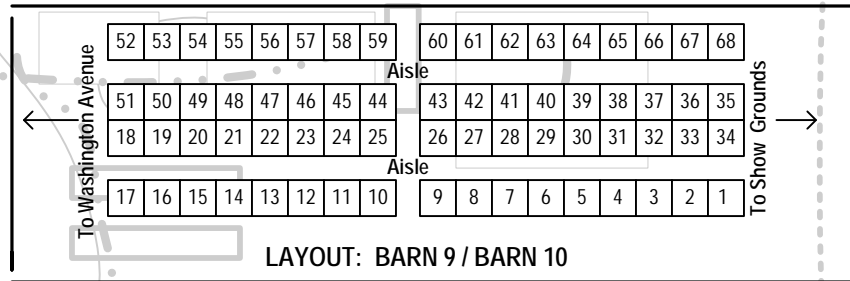 52 53 54 55 56 57 58 59 60 61 62 63 64 65 66 67 68
Aisle
51 50 49 48 47 46 45 44 43 42 41 40 39 38 37 36 35
18 19 20 21 22 23 24 25 26 27 28 29 30 31 32 33 34
Aisle
17 16 15 14 13 12 11 10 9 8 7 6 5 4 3 2 1
To Washington Avenue
To Show Grounds
LAYOUT: BARN 9 / BARN 10